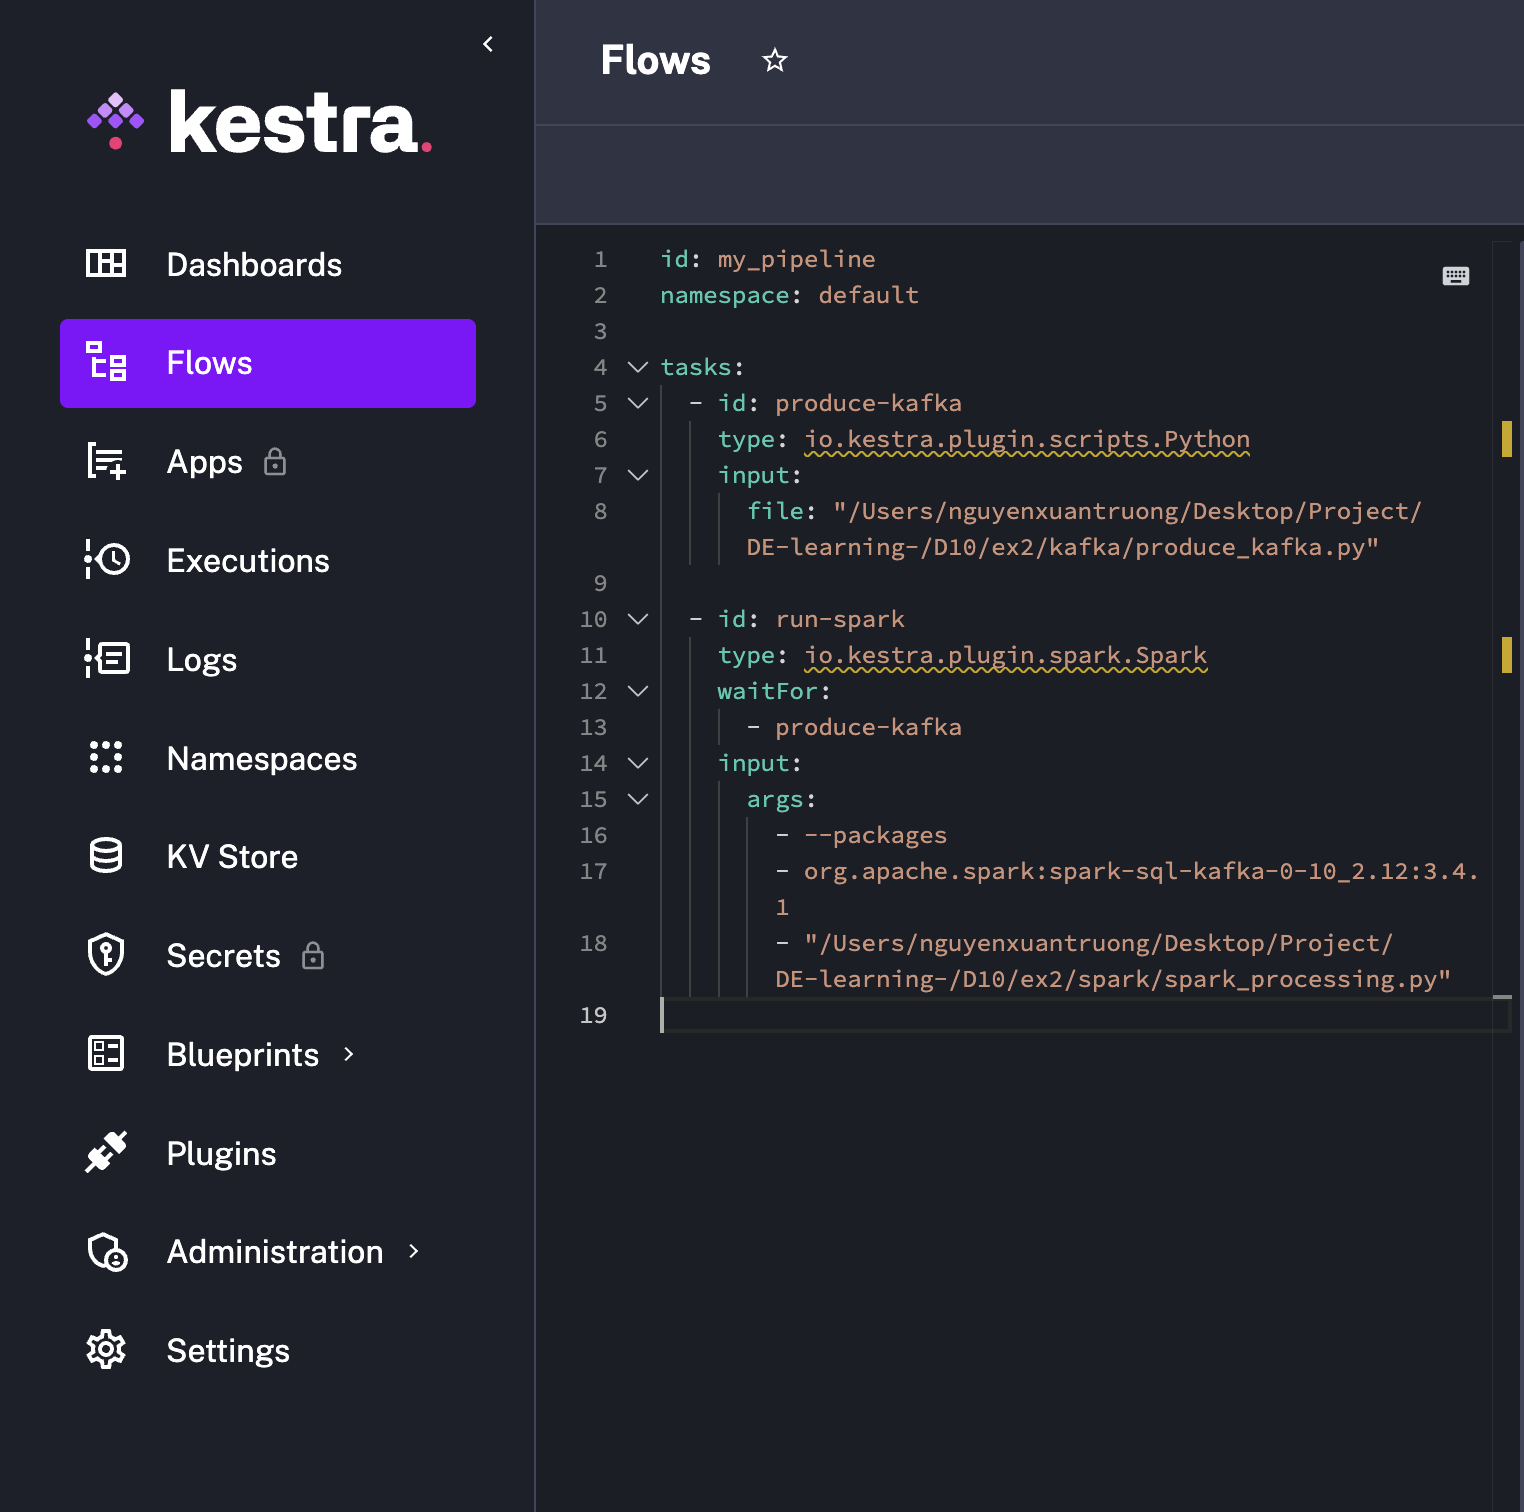 kestra.
Dashboards
Flows
Apps
Executions
Logs
Namespaces
KV Store
Secrets
Blueprints
Plugins
Administration
Settings
Flows
1 id: my_pipeline
2 namespace: default
3
4 tasks:
5 - id: produce-kafka
6 type: io.kestra.plugin.scripts.Python
7 input:
8 file: "/Users/nguyenxuantruong/Desktop/Project/
DE-learning-/D10/ex2/kafka/produce_kafka.py"
9
10 - id: run-spark
11 type: io.kestra.plugin.spark.Spark
12 waitFor:
13 - produce-kafka
14 input:
15 args:
16 - --packages
17 - org.apache.spark:spark-sql-kafka-0-10_2.12:3.4.
1
18 - "/Users/nguyenxuantruong/Desktop/Project/
DE-learning-/D10/ex2/spark/spark_processing.py"
19